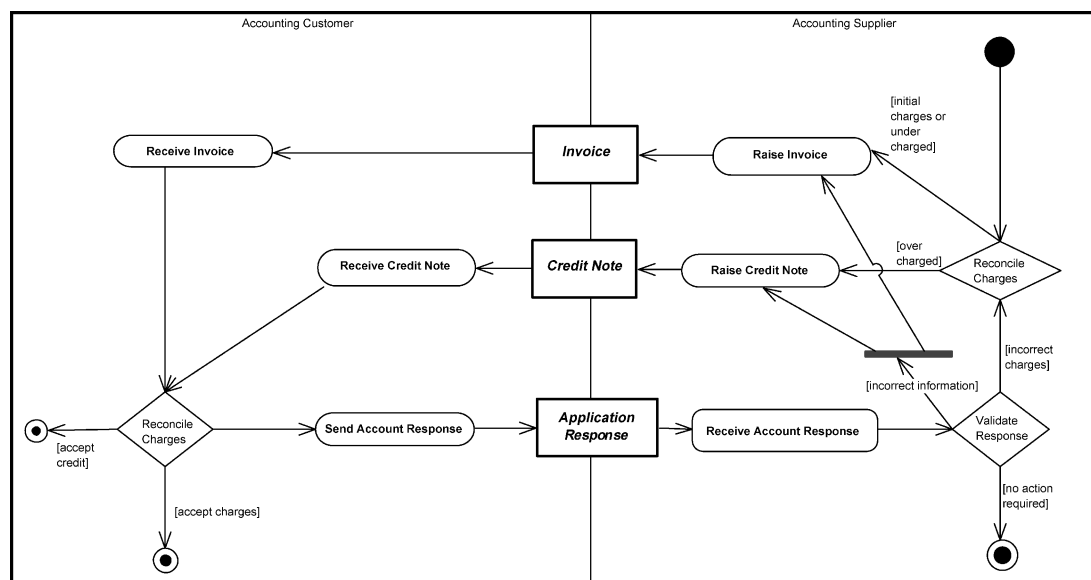 Accounting Customer
Accounting Supplier
[initial
charges or
under
charged]
Receive Invoice
Invoice
Raise Invoice
Receive Credit Note
Credit Note
Raise Credit Note
[over
charged]
Reconcile
Charges
[incorrect
charges]
[incorrect information]
Reconcile
Charges
Send Account Response
Application
Response
Receive Account Response
Validate
Response
[accept
credit]
[accept charges]
[no action
required]